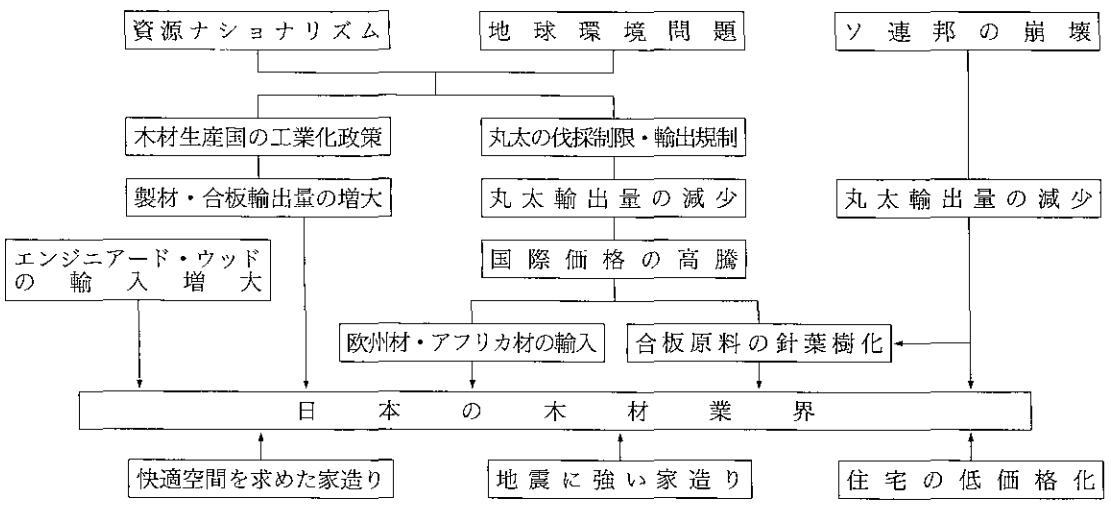 資源ナショナリズム
地球環境問題
ソ連邦の崩壊
木材生産国の工業化政策
丸太の伐採制限・輸出規制
製材・合板輸出量の増大
丸太輸出量の減少
丸太輸出量の減少
エンジニアード・ウッド
の輸入増大
国際価格の高騰
欧州材・アフリカ材の輸入
合板原料の針葉樹化
日本の木材業界
快適空間を求めた家造り
地震に強い家造り
住宅の低価格化